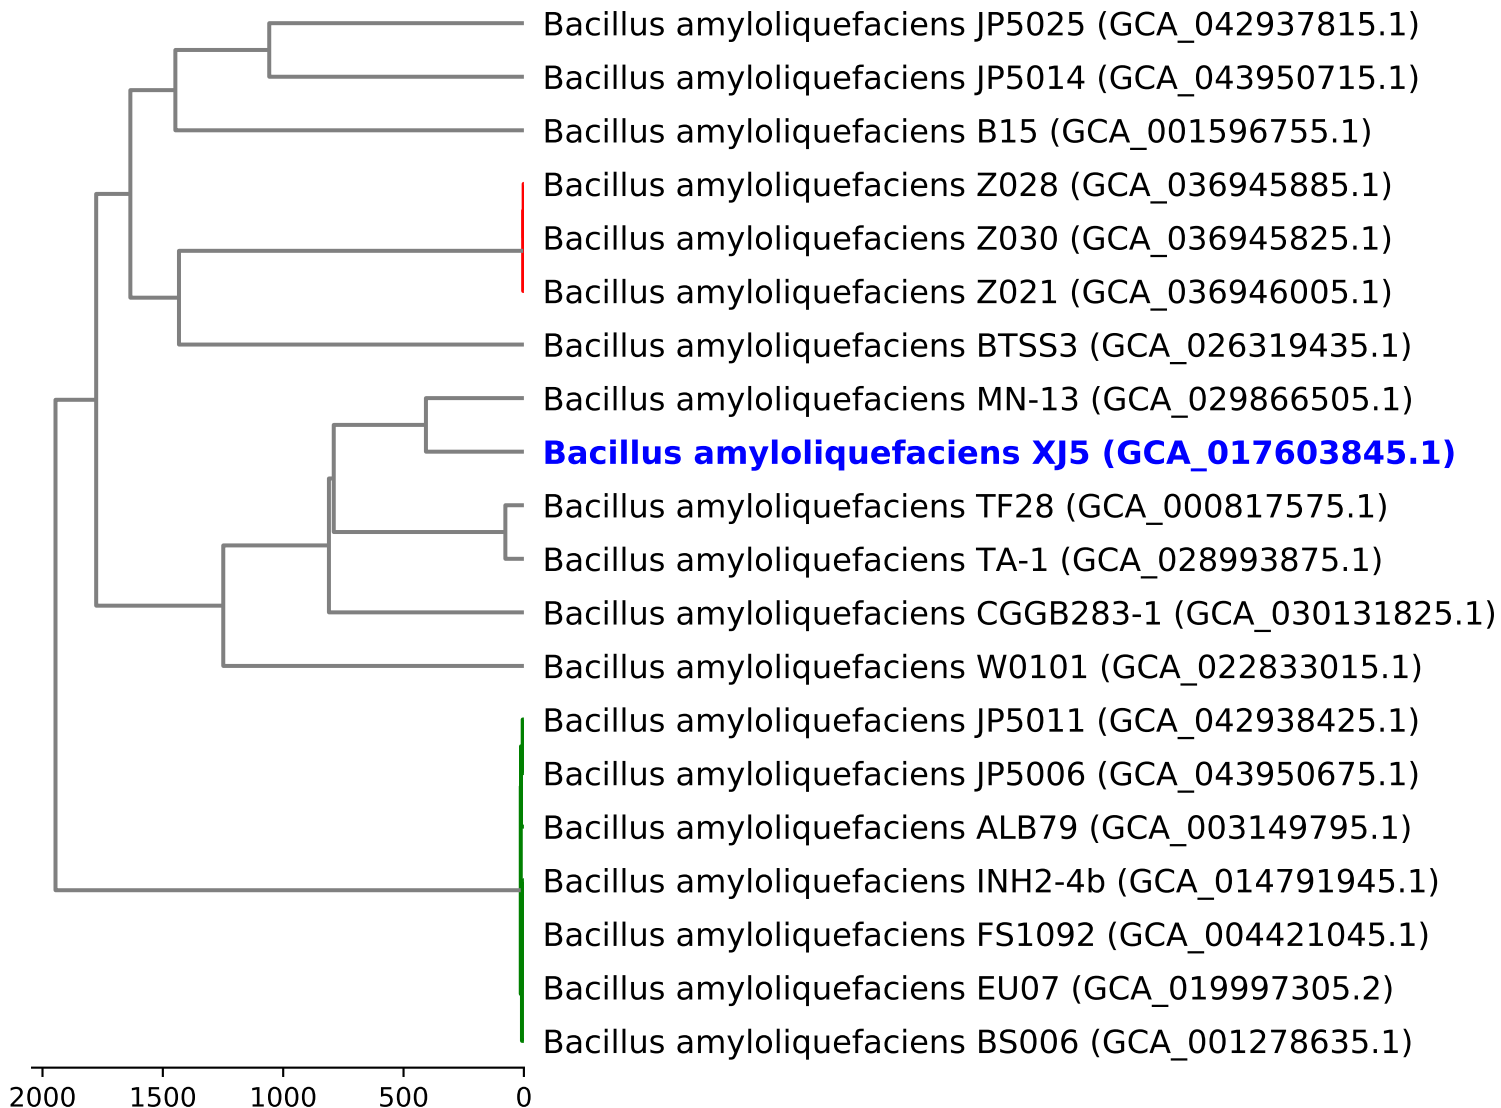 Bacillus amyloliquefaciens JP5025 (GCA_042937815.1)
Bacillus amyloliquefaciens JP5014 (GCA_043950715.1)
Bacillus amyloliquefaciens B15 (GCA_001596755.1)
Bacillus amyloliquefaciens Z028 (GCA_036945885.1)
Bacillus amyloliquefaciens Z030 (GCA_036945825.1)
Bacillus amyloliquefaciens Z021 (GCA_036946005.1)
Bacillus amyloliquefaciens BTSS3 (GCA_026319435.1)
Bacillus amyloliquefaciens MN-13 (GCA_029866505.1)
Bacillus amyloliquefaciens XJ5 (GCA_017603845.1)
Bacillus amyloliquefaciens TF28 (GCA_000817575.1)
Bacillus amyloliquefaciens TA-1 (GCA_028993875.1)
Bacillus amyloliquefaciens CGGB283-1 (GCA_030131825.1)
Bacillus amyloliquefaciens W0101 (GCA_022833015.1)
Bacillus amyloliquefaciens JP5011 (GCA_042938425.1)
Bacillus amyloliquefaciens JP5006 (GCA_043950675.1)
Bacillus amyloliquefaciens ALB79 (GCA_003149795.1)
Bacillus amyloliquefaciens INH2-4b (GCA_014791945.1)
Bacillus amyloliquefaciens FS1092 (GCA_004421045.1)
Bacillus amyloliquefaciens EU07 (GCA_019997305.2)
Bacillus amyloliquefaciens BS006 (GCA_001278635.1)
2000 1500 1000 500 0